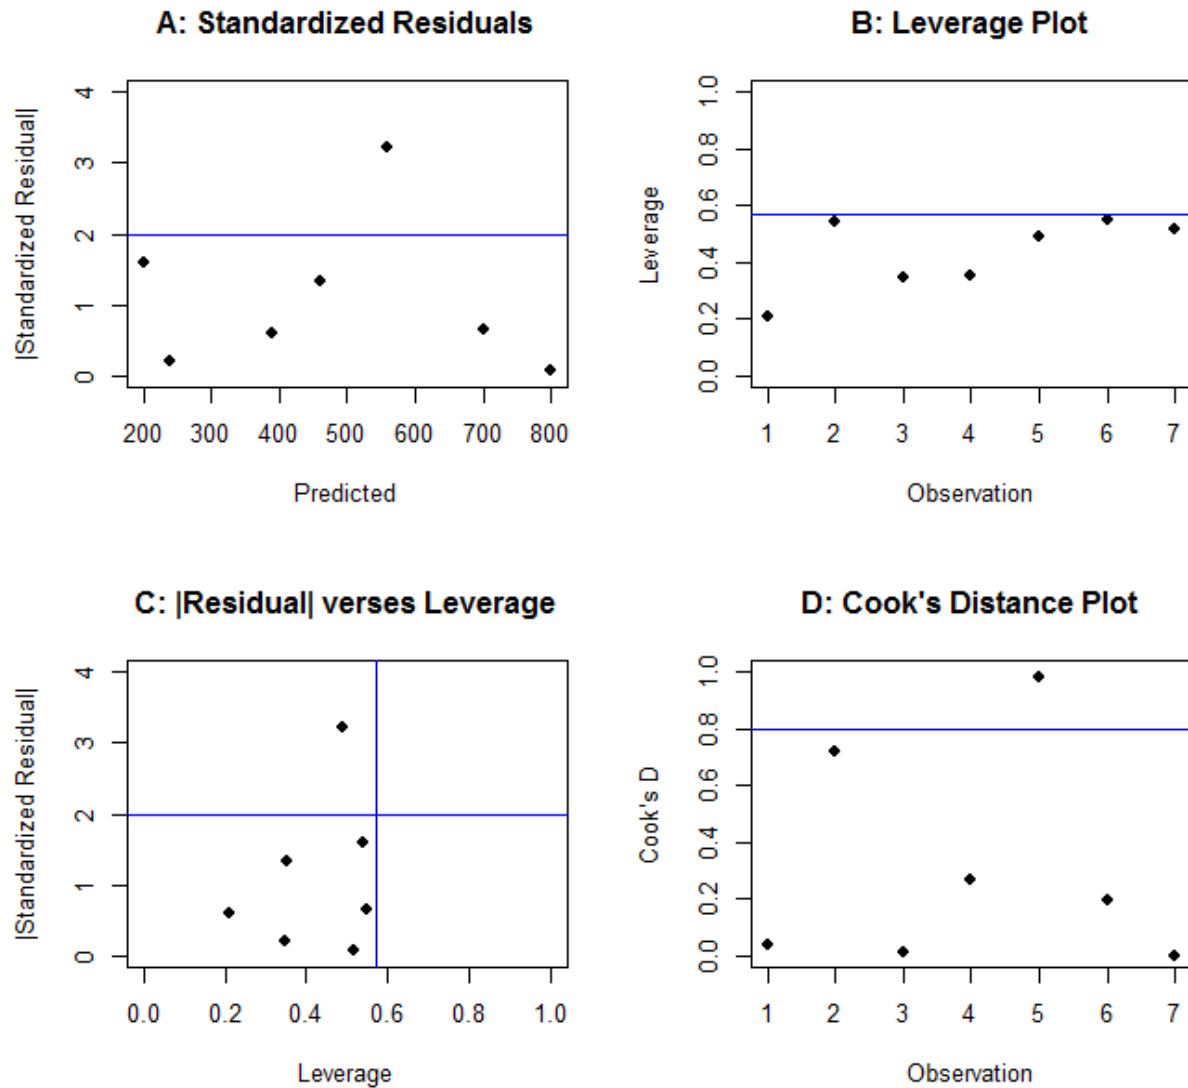 A: Standardized Residuals
|Standardized Residual|
4
3
2
1
0
200 300 400 500 600 700 800
Predicted
B: Leverage Plot
Leverage
1.0
0.8
0.6
0.4
0.2
0.0
1 2 3 4 5 6 7
Observation
C: |Residual| verses Leverage
|Standardized Residual|
4
3
2
1
0
0.0 0.2 0.4 0.6 0.8 1.0
Leverage
D: Cook's Distance Plot
Cook's D
1.0
0.8
0.6
0.4
0.2
0.0
1 2 3 4 5 6 7
Observation